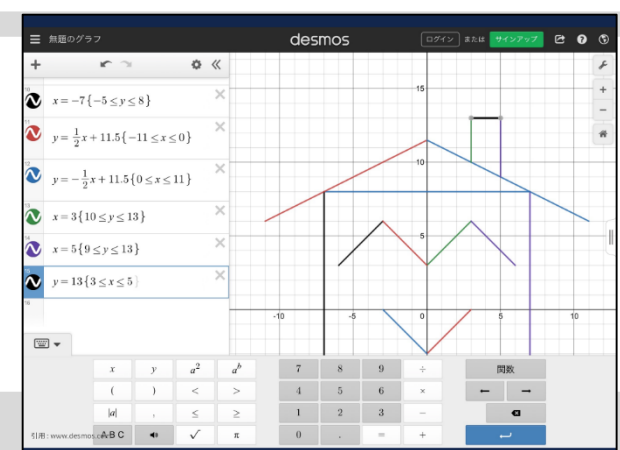 無題のグラフ
desmos
ログイン または サインアップ
x = −7{−5 ≤ y ≤ 8}
y = 1/2 x + 11.5{−11 ≤ x ≤ 0}
y = −1/2 x + 11.5{0 ≤ x ≤ 11}
x = 3{10 ≤ y ≤ 13}
x = 5{9 ≤ y ≤ 13}
y = 13{3 ≤ x ≤ 5}
15
10
5
-10 -5 0 5 10
x y a² aᵇ 7 8 9 ÷ 関数
( ) < > 4 5 6 × ← →
|a| , ≤ ≥ 1 2 3 −
A B C √ π 0 . = +
引用:www.desmos.com